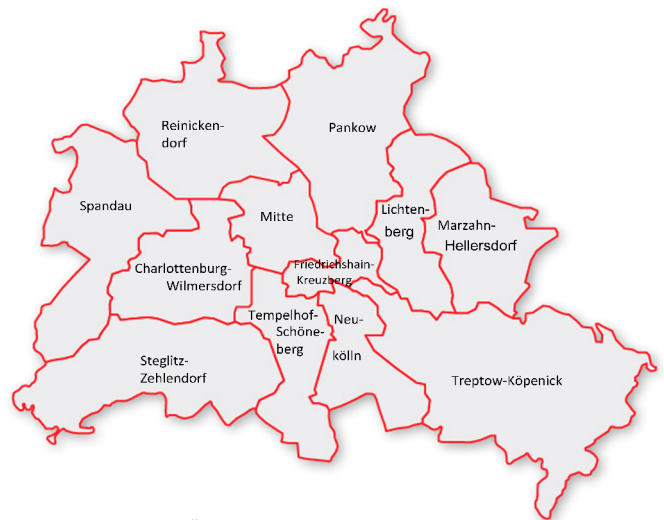 Reinicken-
dorf
Pankow
Spandau
Mitte
Lichten-
berg
Marzahn-
Hellersdorf
Charlottenburg-
Wilmersdorf
Friedrichshain-
Kreuzberg
Tempelhof-
Schöne-
berg
Neu-
kölln
Steglitz-
Zehlendorf
Treptow-Köpenick